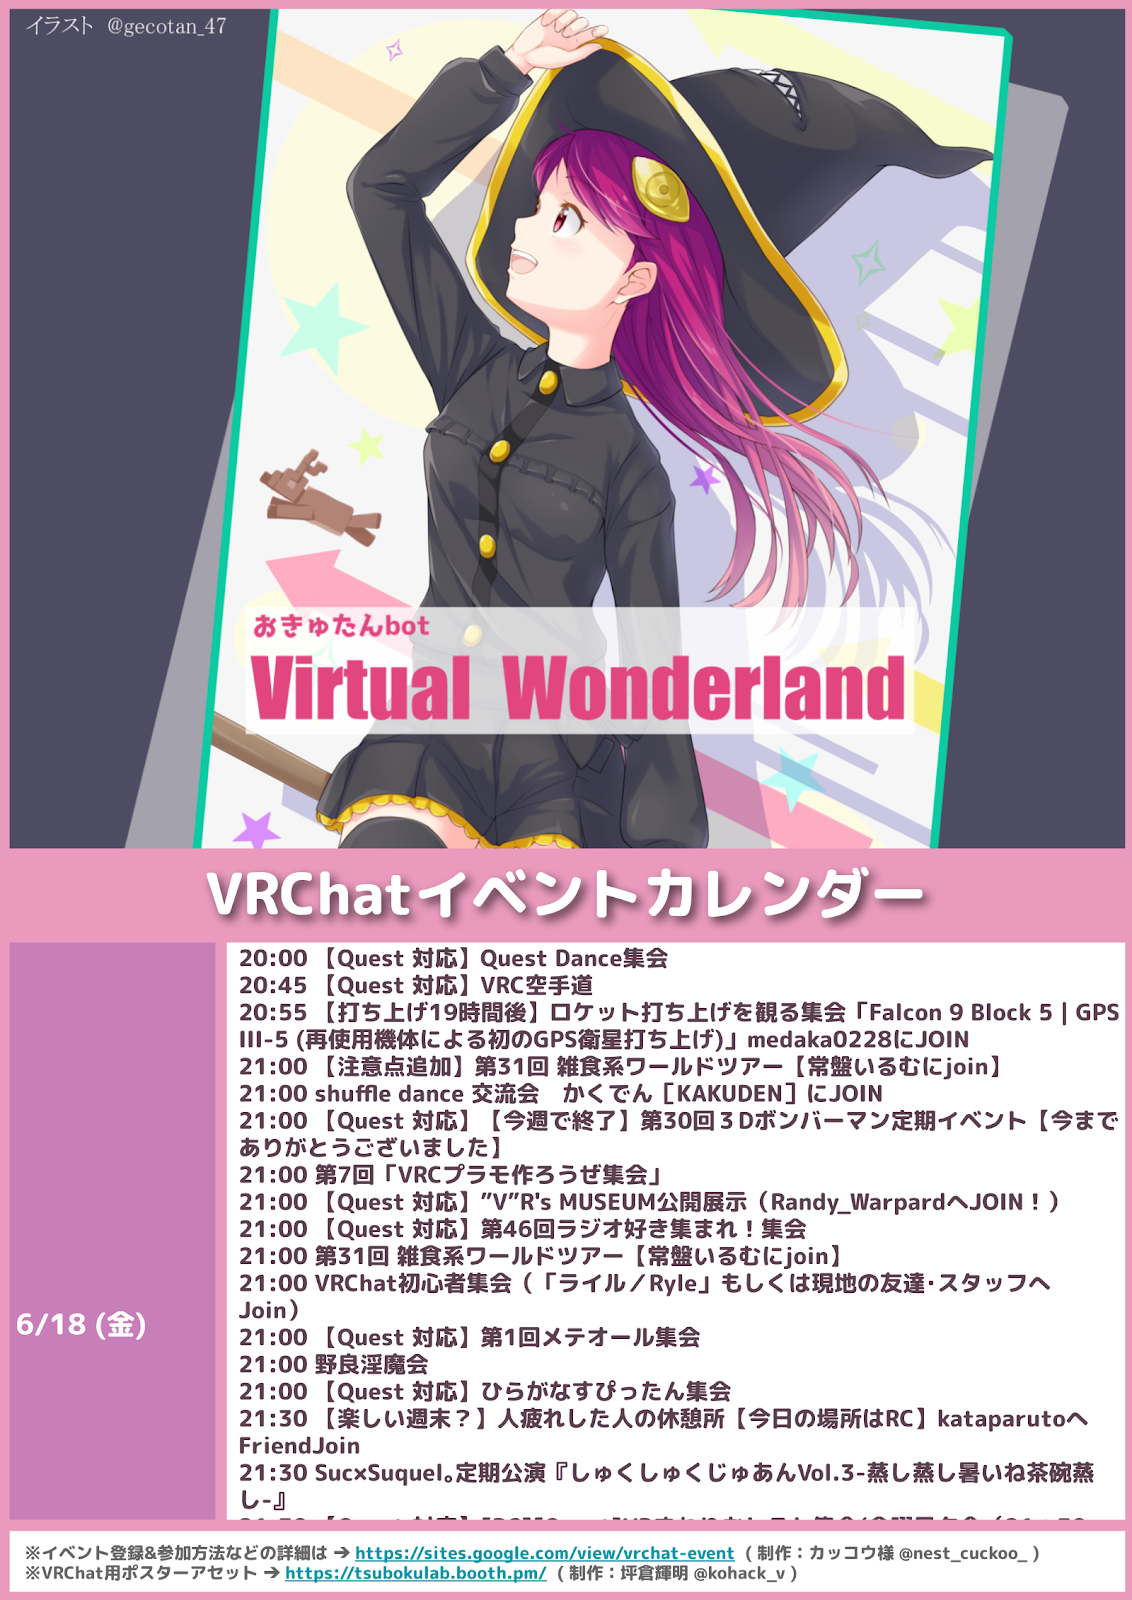 イラスト @gecotan_47
おきゅたんbot
Virtual Wonderland
VRChatイベントカレンダー
6/18 (金)
20:00 【Quest 対応】Quest Dance集会
20:45 【Quest 対応】VRC空手道
20:55 【打ち上げ19時間後】ロケット打ち上げを観る集会「Falcon 9 Block 5 | GPS
III-5 (再使用機体による初のGPS衛星打ち上げ)」medaka0228にJOIN
21:00 【注意点追加】第31回 雑食系ワールドツアー【常盤いるむにjoin】
21:00 shuffle dance 交流会　かくでん［KAKUDEN］にJOIN
21:00 【Quest 対応】【今週で終了】第30回３Dボンバーマン定期イベント【今まで
ありがとうございました】
21:00 第7回「VRCプラモ作ろうぜ集会」
21:00 【Quest 対応】”V”R's MUSEUM公開展示（Randy_WarpardへJOIN！）
21:00 【Quest 対応】第46回ラジオ好き集まれ！集会
21:00 第31回 雑食系ワールドツアー【常盤いるむにjoin】
21:00 VRChat初心者集会（「ライル／Ryle」もしくは現地の友達･スタッフへ
Join）
21:00 【Quest 対応】第1回メテオール集会
21:00 野良淫魔会
21:00 【Quest 対応】ひらがなすぴったん集会
21:30 【楽しい週末？】人疲れした人の休憩所【今日の場所はRC】kataparutoへ
FriendJoin
21:30 Suc×Suquel｡定期公演『しゅくしゅくじゅあんVol.3-蒸し蒸し暑いね茶碗蒸
し-』
※イベント登録&参加方法などの詳細は ➔ https://sites.google.com/view/vrchat-event （ 制作：カッコウ様 @nest_cuckoo_ ）
※VRChat用ポスターアセット ➔ https://tsubokulab.booth.pm/ （ 制作：坪倉輝明 @kohack_v ）